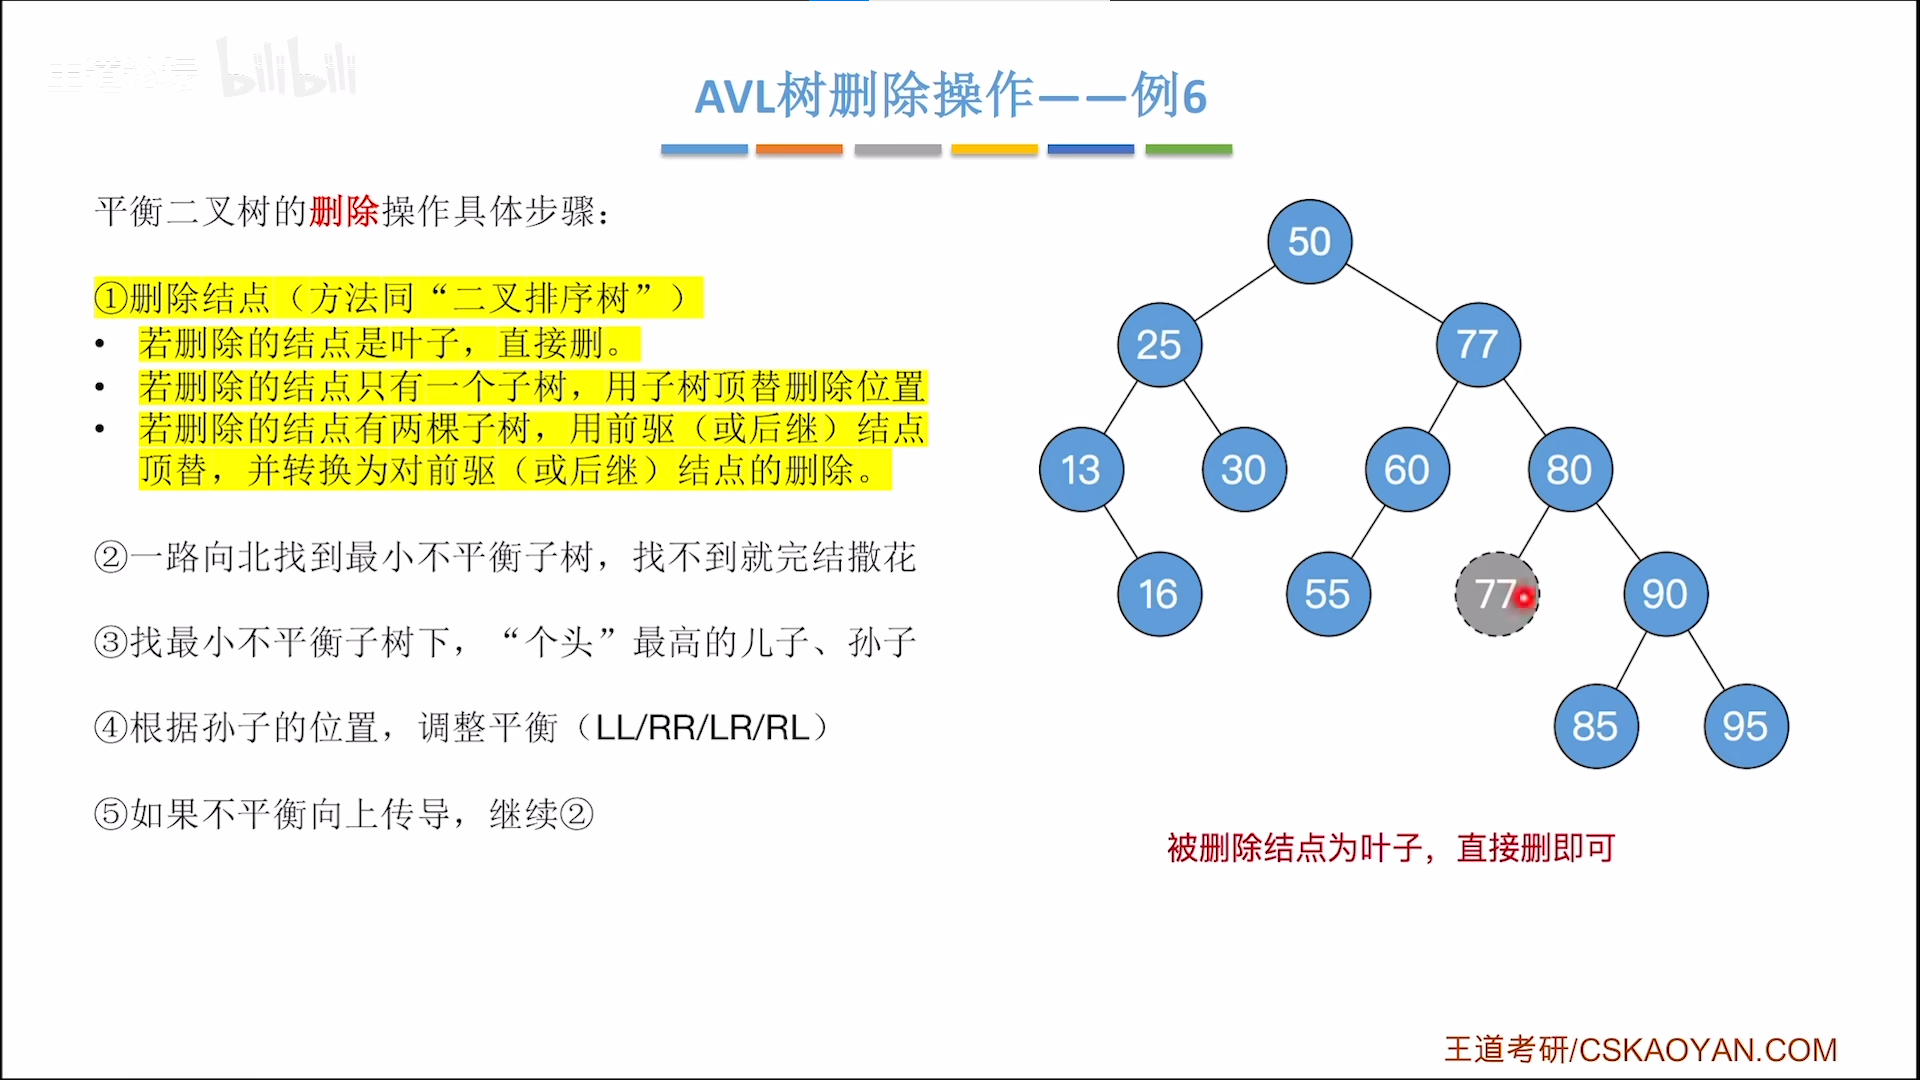 王道论坛 bilibili
AVL树删除操作——例6
平衡二叉树的删除操作具体步骤：
①删除结点（方法同“二叉排序树”）
• 若删除的结点是叶子，直接删。
• 若删除的结点只有一个子树，用子树顶替删除位置
• 若删除的结点有两棵子树，用前驱（或后继）结点
顶替，并转换为对前驱（或后继）结点的删除。
②一路向北找到最小不平衡子树，找不到就完结撒花
③找最小不平衡子树下，“个头”最高的儿子、孙子
④根据孙子的位置，调整平衡（LL/RR/LR/RL）
⑤如果不平衡向上传导，继续②
50
25 77
13 30 60 80
16 55 77 90
85 95
被删除结点为叶子，直接删即可
王道考研/CSKAOYAN.COM